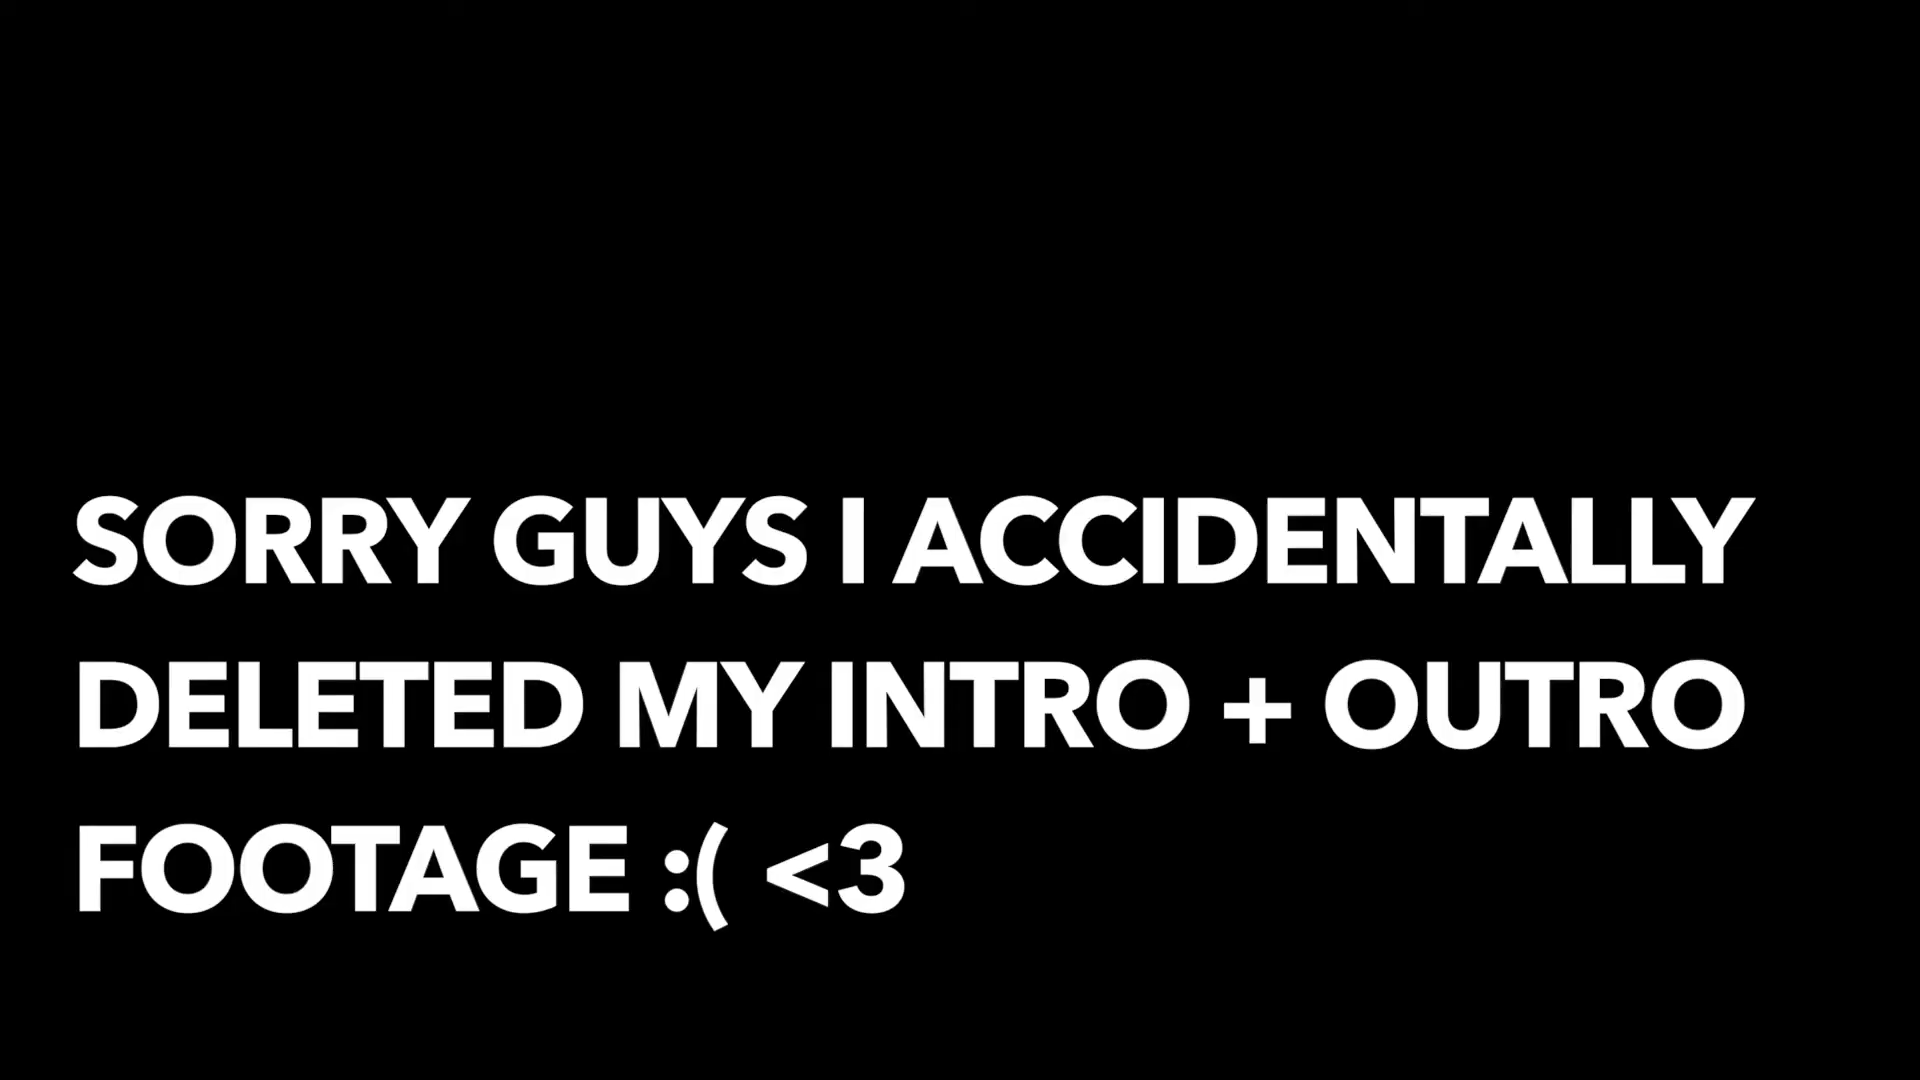 SORRY GUYS I ACCIDENTALLY
DELETED MY INTRO + OUTRO
FOOTAGE :( <3